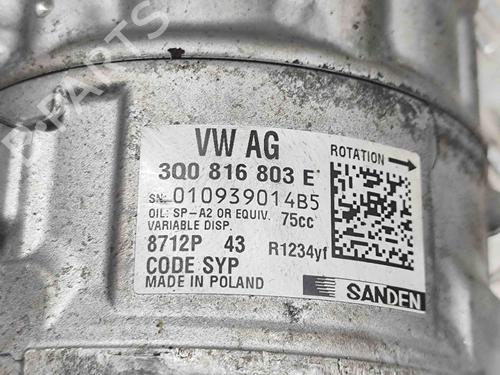 VW AG
3Q0 816 803 E
ROTATION
SN: 010939014B5
OIL: SP-A2 OR EQUIV. 75cc
VARIABLE DISP.
8712P 43 R1234yf
CODE SYP
MADE IN POLAND
SANDEN
PARTS